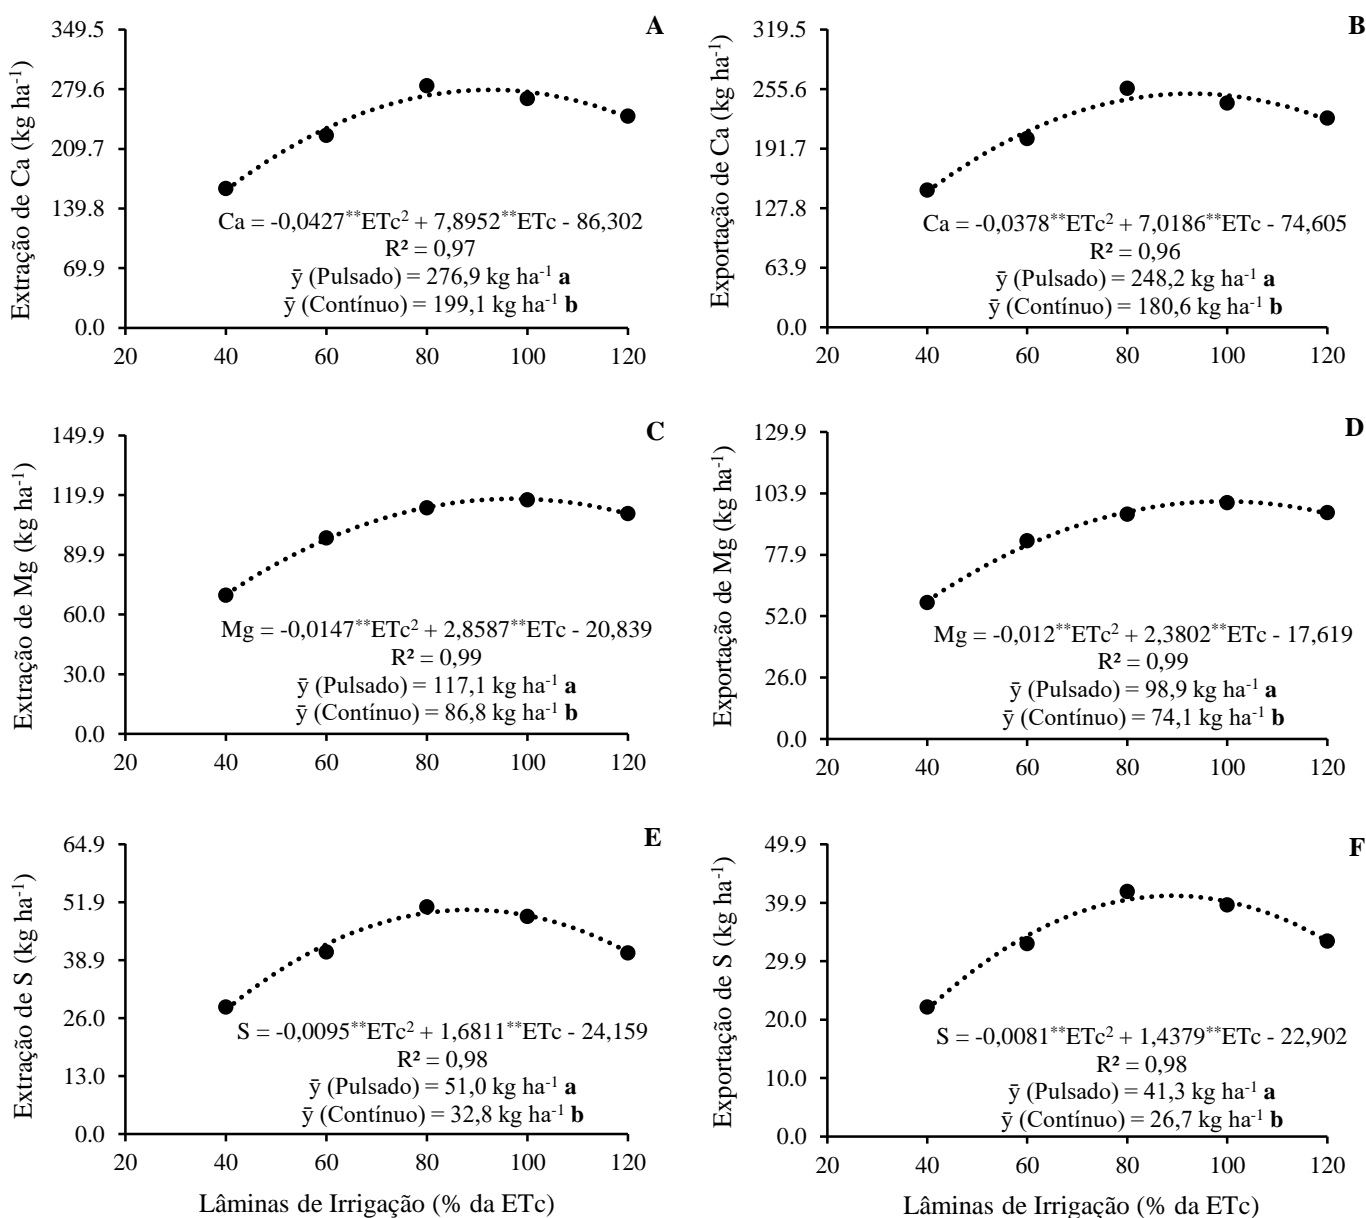 A
Extração de Ca (kg ha⁻¹)
349.5
279.6
209.7
139.8
69.9
0.0
Ca = -0,0427**ETc² + 7,8952**ETc - 86,302
R² = 0,97
ȳ (Pulsado) = 276,9 kg ha⁻¹ a
ȳ (Contínuo) = 199,1 kg ha⁻¹ b
20 40 60 80 100 120
B
Exportação de Ca (kg ha⁻¹)
319.5
255.6
191.7
127.8
63.9
0.0
Ca = -0,0378**ETc² + 7,0186**ETc - 74,605
R² = 0,96
ȳ (Pulsado) = 248,2 kg ha⁻¹ a
ȳ (Contínuo) = 180,6 kg ha⁻¹ b
20 40 60 80 100 120
C
Extração de Mg (kg ha⁻¹)
149.9
119.9
89.9
60.0
30.0
0.0
Mg = -0,0147**ETc² + 2,8587**ETc - 20,839
R² = 0,99
ȳ (Pulsado) = 117,1 kg ha⁻¹ a
ȳ (Contínuo) = 86,8 kg ha⁻¹ b
20 40 60 80 100 120
D
Exportação de Mg (kg ha⁻¹)
129.9
103.9
77.9
52.0
26.0
0.0
Mg = -0,012**ETc² + 2,3802**ETc - 17,619
R² = 0,99
ȳ (Pulsado) = 98,9 kg ha⁻¹ a
ȳ (Contínuo) = 74,1 kg ha⁻¹ b
20 40 60 80 100 120
E
Extração de S (kg ha⁻¹)
64.9
51.9
38.9
26.0
13.0
0.0
S = -0,0095**ETc² + 1,6811**ETc - 24,159
R² = 0,98
ȳ (Pulsado) = 51,0 kg ha⁻¹ a
ȳ (Contínuo) = 32,8 kg ha⁻¹ b
20 40 60 80 100 120
Lâminas de Irrigação (% da ETc)
F
Exportação de S (kg ha⁻¹)
49.9
39.9
29.9
20.0
10.0
0.0
S = -0,0081**ETc² + 1,4379**ETc - 22,902
R² = 0,98
ȳ (Pulsado) = 41,3 kg ha⁻¹ a
ȳ (Contínuo) = 26,7 kg ha⁻¹ b
20 40 60 80 100 120
Lâminas de Irrigação (% da ETc)